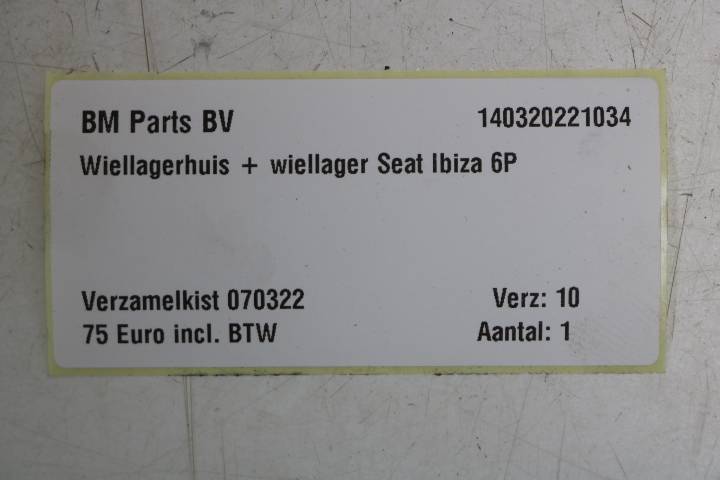 BM Parts BV 140320221034
Wiellagerhuis + wiellager Seat Ibiza 6P
Verzamelkist 070322 Verz: 10
75 Euro incl. BTW Aantal: 1